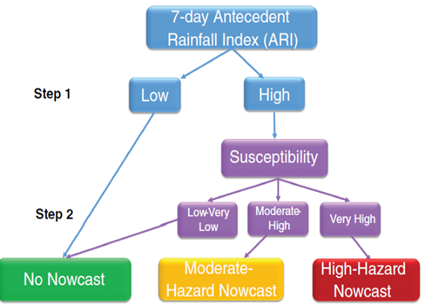 7-day Antecedent
Rainfall Index (ARI)
Step 1
Low
High
Susceptibility
Step 2
Low-Very
Low
Moderate-
High
Very High
No Nowcast
Moderate-
Hazard Nowcast
High-Hazard
Nowcast